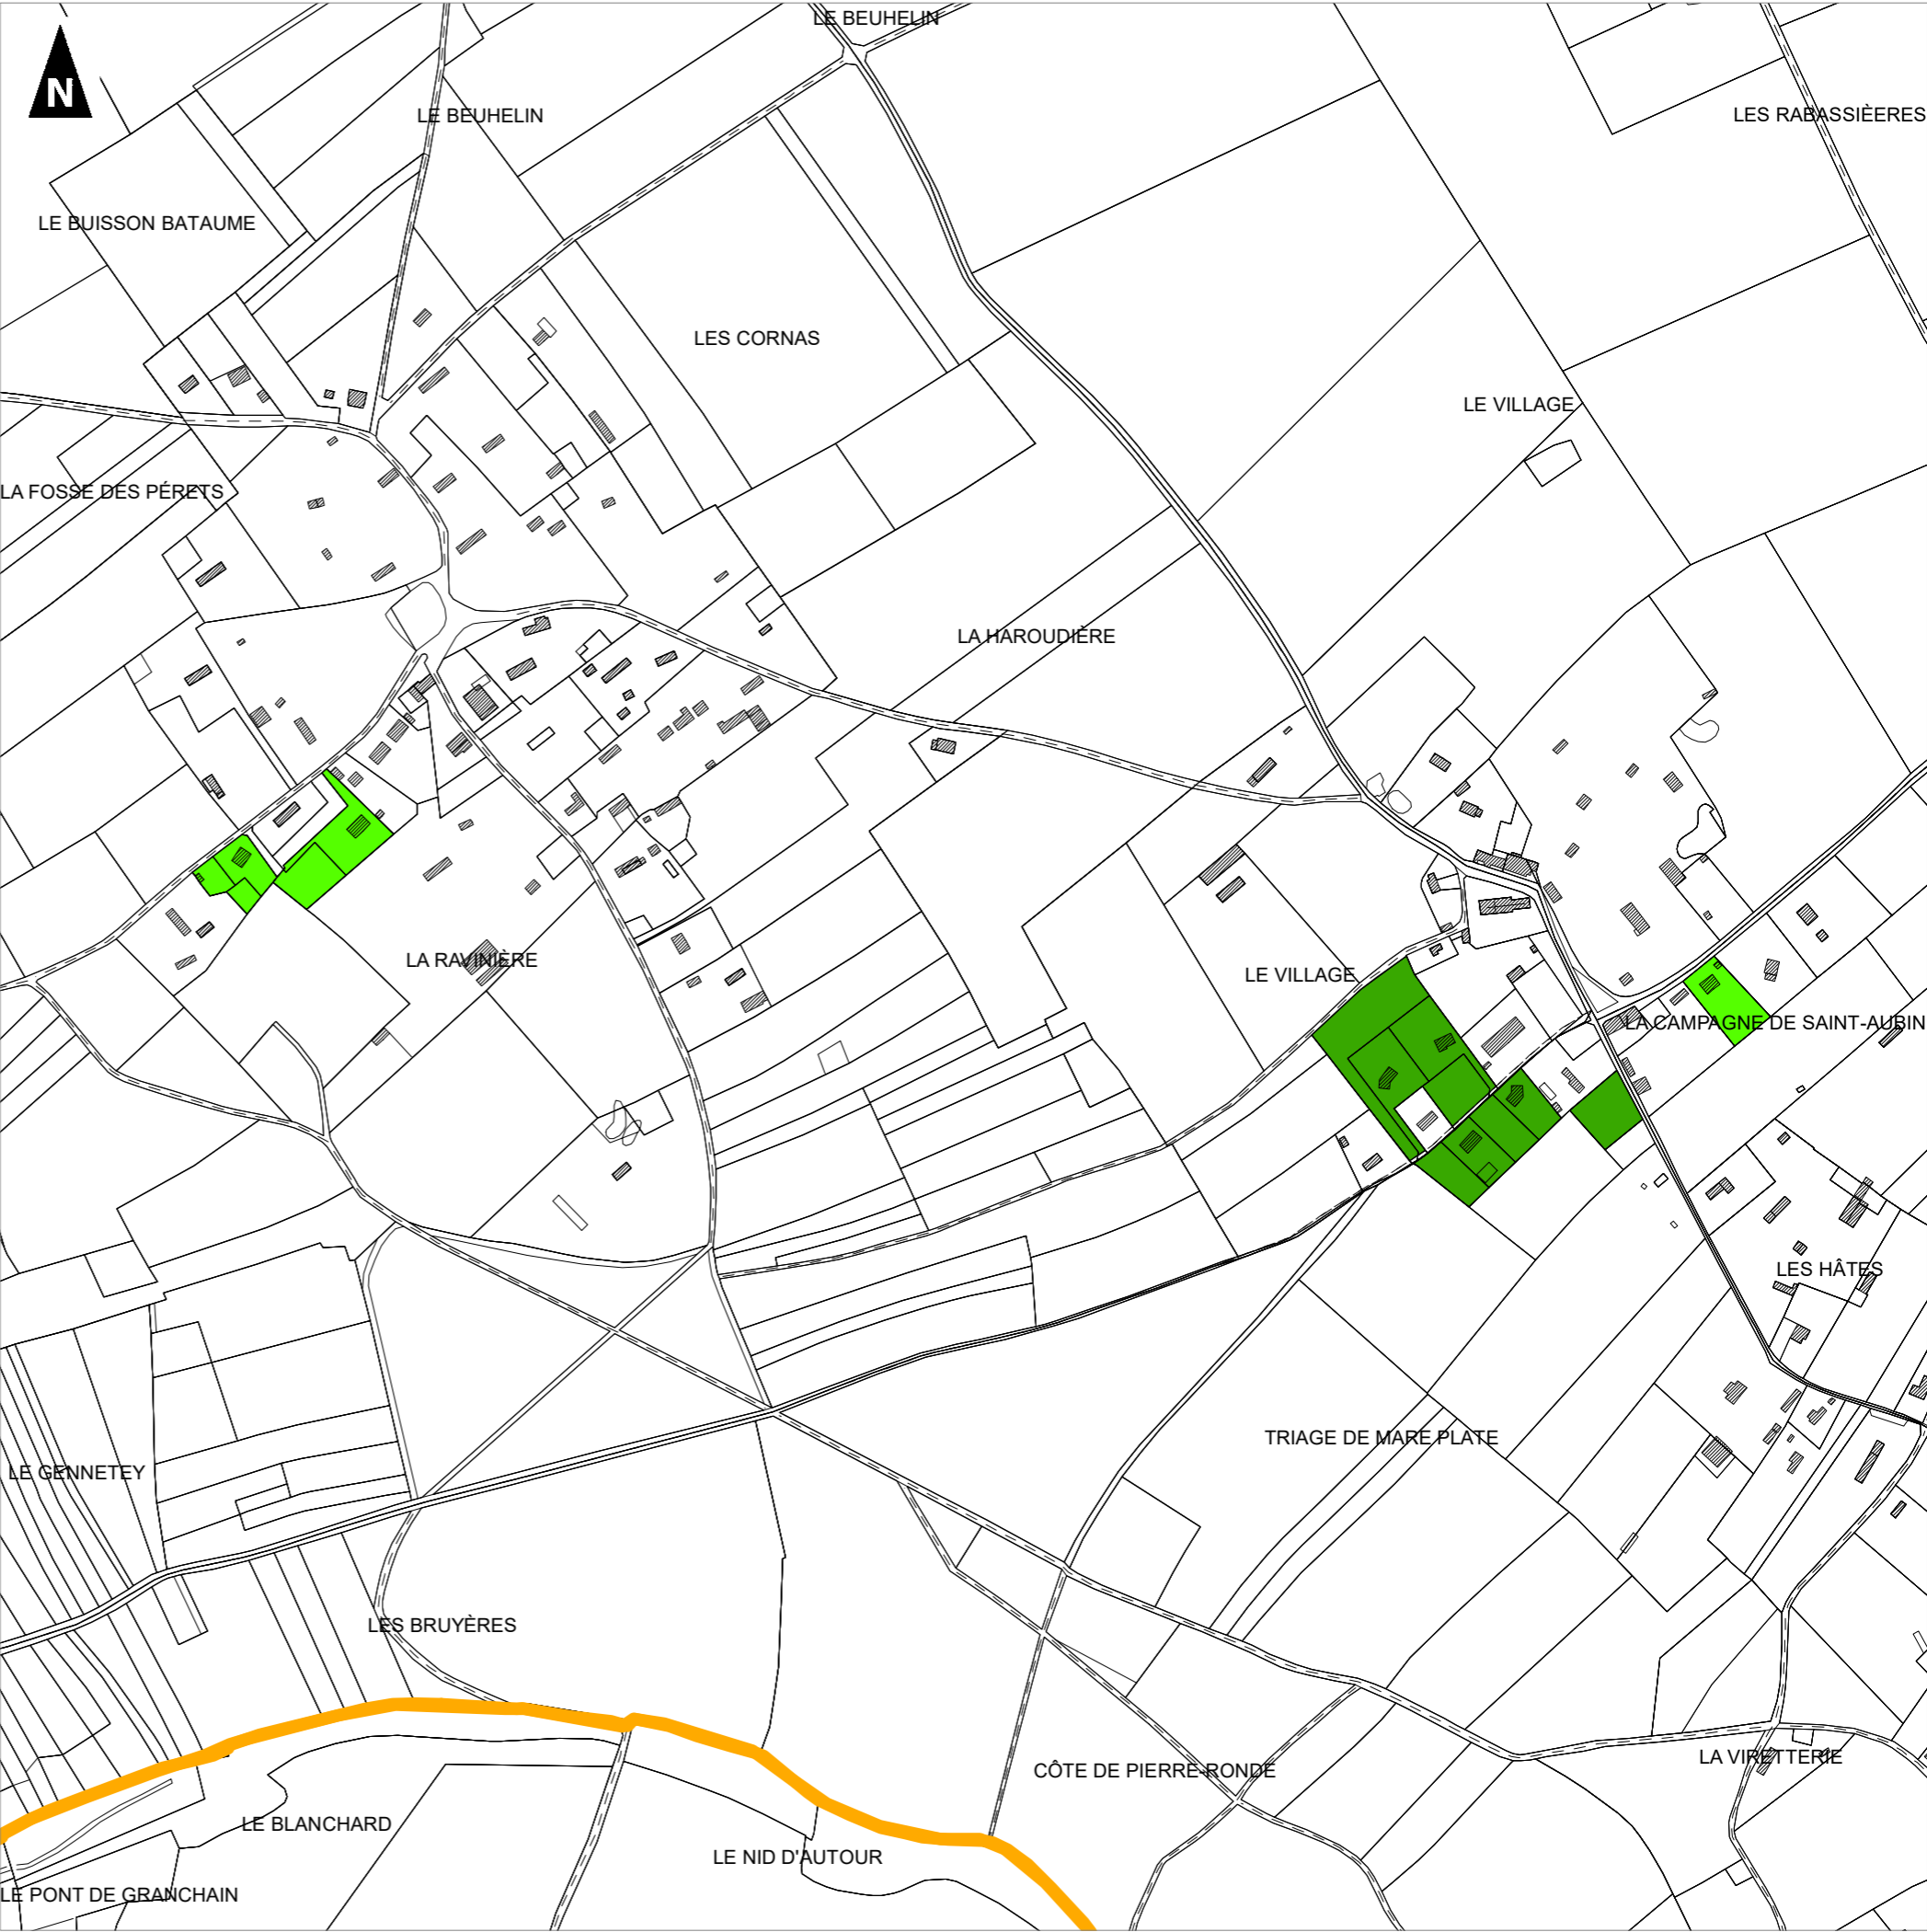 LE BEUHELIN
N
LE BEUHELIN
LES RABASSIÈERES
LE BUISSON BATAUME
LES CORNAS
LE VILLAGE
LA FOSSE DES PÉRETS
LA HAROUDIÈRE
LA RAVINIÈRE
LE VILLAGE
LA CAMPAGNE DE SAINT-AUBIN
LES HÂTES
TRIAGE DE MARE PLATE
LE GENNETEY
LES BRUYÈRES
LA VIRETTERIE
CÔTE DE PIERRE-RONDE
LE BLANCHARD
LE NID D'AUTOUR
LE PONT DE GRANCHAIN